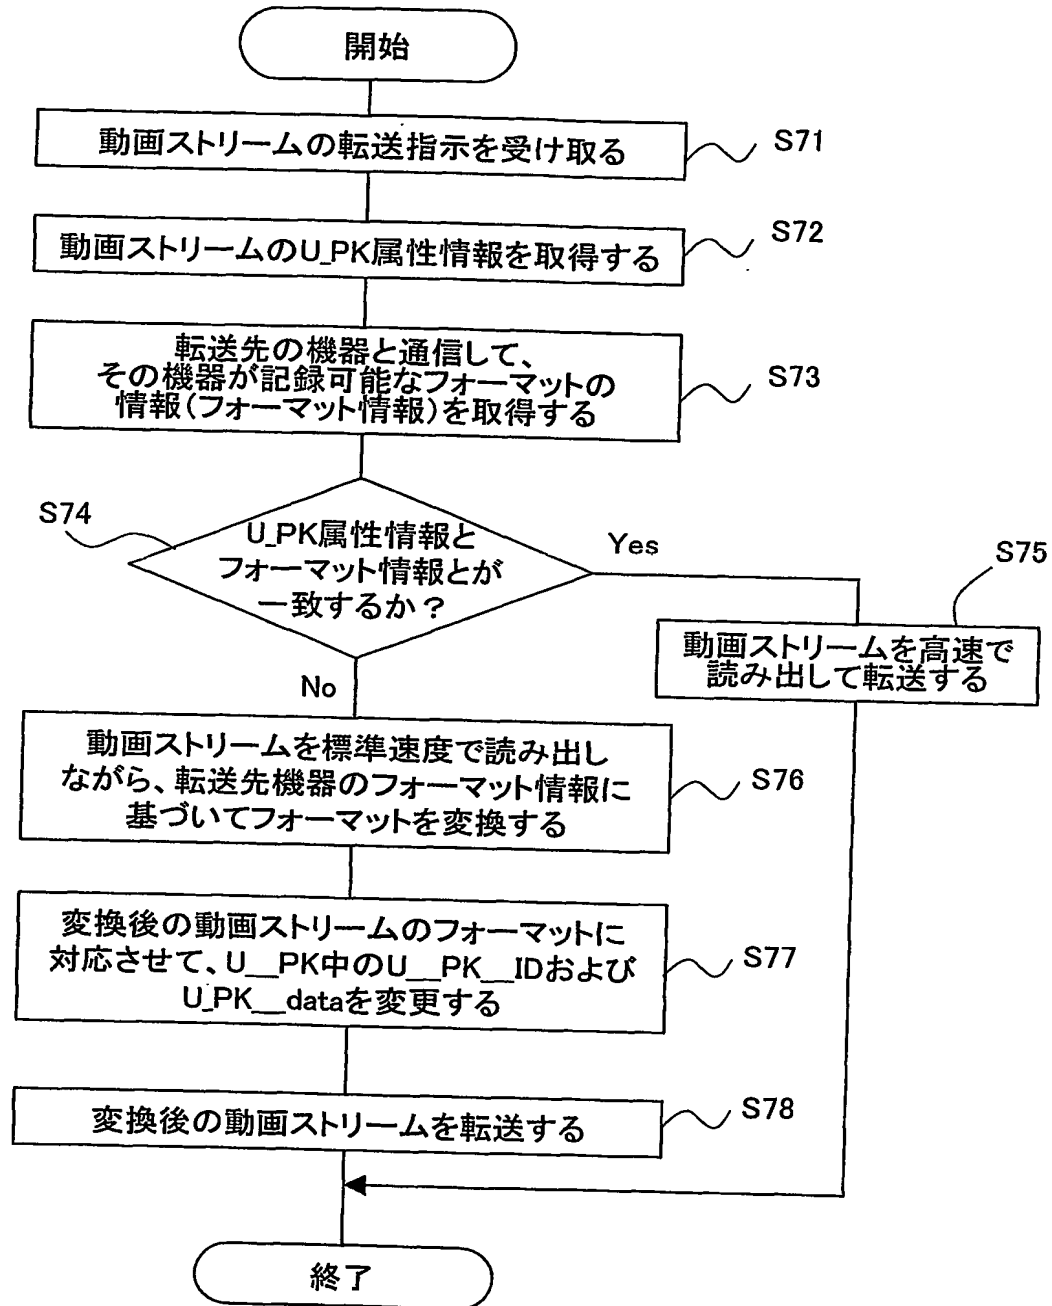 開始
動画ストリームの転送指示を受け取る
S71
動画ストリームのU_PK属性情報を取得する
S72
転送先の機器と通信して、
その機器が記録可能なフォーマットの
情報(フォーマット情報)を取得する
S73
S74
U_PK属性情報と
フォーマット情報とが
一致するか?
Yes
S75
動画ストリームを高速で
読み出して転送する
No
動画ストリームを標準速度で読み出し
ながら、転送先機器のフォーマット情報に
基づいてフォーマットを変換する
S76
変換後の動画ストリームのフォーマットに
対応させて、U__PK中のU__PK__IDおよび
U_PK__dataを変更する
S77
変換後の動画ストリームを転送する
S78
終了